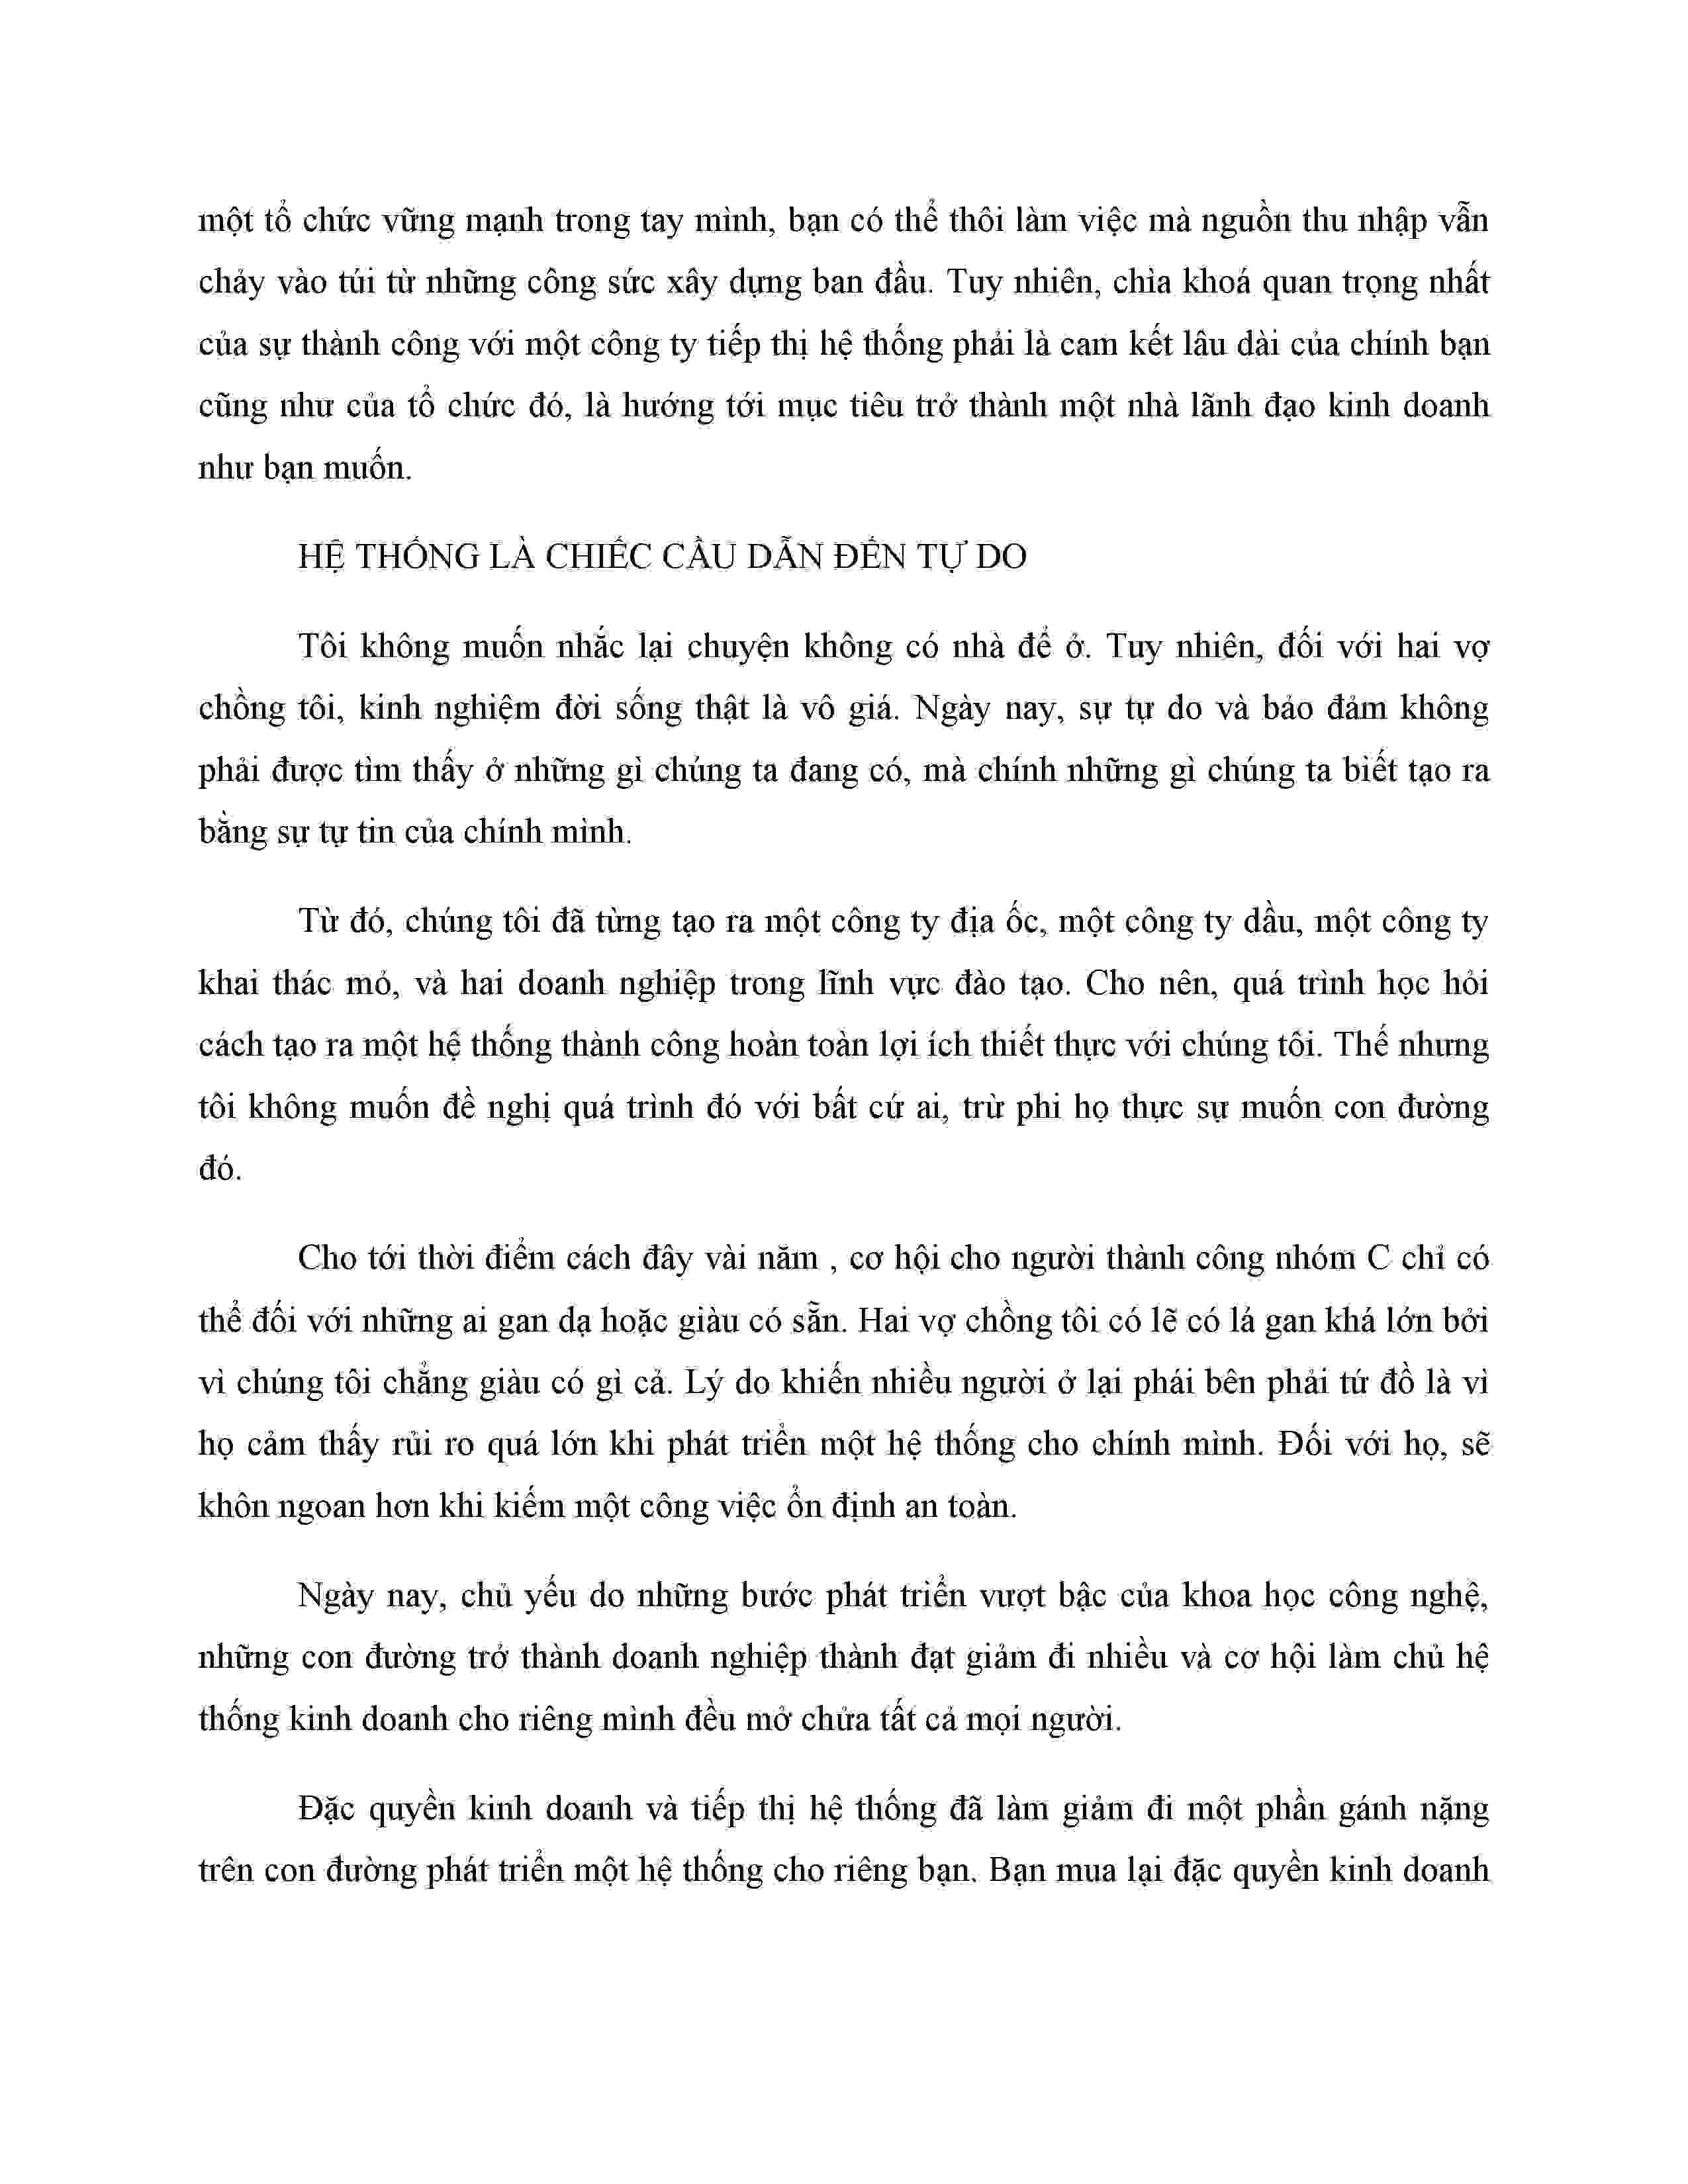 một tổ chức vững mạnh trong tay mình, bạn có thể thôi làm việc mà nguồn thu nhập vẫn
chảy vào túi từ những công sức xây dựng ban đầu. Tuy nhiên, chìa khoá quan trọng nhất
của sự thành công với một công ty tiếp thị hệ thống phải là cam kết lâu dài của chính bạn
cũng như của tổ chức đó, là hướng tới mục tiêu trở thành một nhà lãnh đạo kinh doanh
như bạn muốn.
HỆ THỐNG LÀ CHIẾC CẦU DẪN ĐẾN TỰ DO
Tôi không muốn nhắc lại chuyện không có nhà để ở. Tuy nhiên, đối với hai vợ
chồng tôi, kinh nghiệm đời sống thật là vô giá. Ngày nay, sự tự do và bảo đảm không
phải được tìm thấy ở những gì chúng ta đang có, mà chính những gì chúng ta biết tạo ra
bằng sự tự tin của chính mình.
Từ đó, chúng tôi đã từng tạo ra một công ty địa ốc, một công ty dầu, một công ty
khai thác mỏ, và hai doanh nghiệp trong lĩnh vực đào tạo. Cho nên, quá trình học hỏi
cách tạo ra một hệ thống thành công hoàn toàn lợi ích thiết thực với chúng tôi. Thế nhưng
tôi không muốn đề nghị quá trình đó với bất cứ ai, trừ phi họ thực sự muốn con đường
đó.
Cho tới thời điểm cách đây vài năm , cơ hội cho người thành công nhóm C chỉ có
thể đối với những ai gan dạ hoặc giàu có sẵn. Hai vợ chồng tôi có lẽ có lá gan khá lớn bởi
vì chúng tôi chẳng giàu có gì cả. Lý do khiến nhiều người ở lại phái bên phải tứ đồ là vì
họ cảm thấy rủi ro quá lớn khi phát triển một hệ thống cho chính mình. Đối với họ, sẽ
khôn ngoan hơn khi kiếm một công việc ổn định an toàn.
Ngày nay, chủ yếu do những bước phát triển vượt bậc của khoa học công nghệ,
những con đường trở thành doanh nghiệp thành đạt giảm đi nhiều và cơ hội làm chủ hệ
thống kinh doanh cho riêng mình đều mở chửa tất cả mọi người.
Đặc quyền kinh doanh và tiếp thị hệ thống đã làm giảm đi một phần gánh nặng
trên con đường phát triển một hệ thống cho riêng bạn. Bạn mua lại đặc quyền kinh doanh